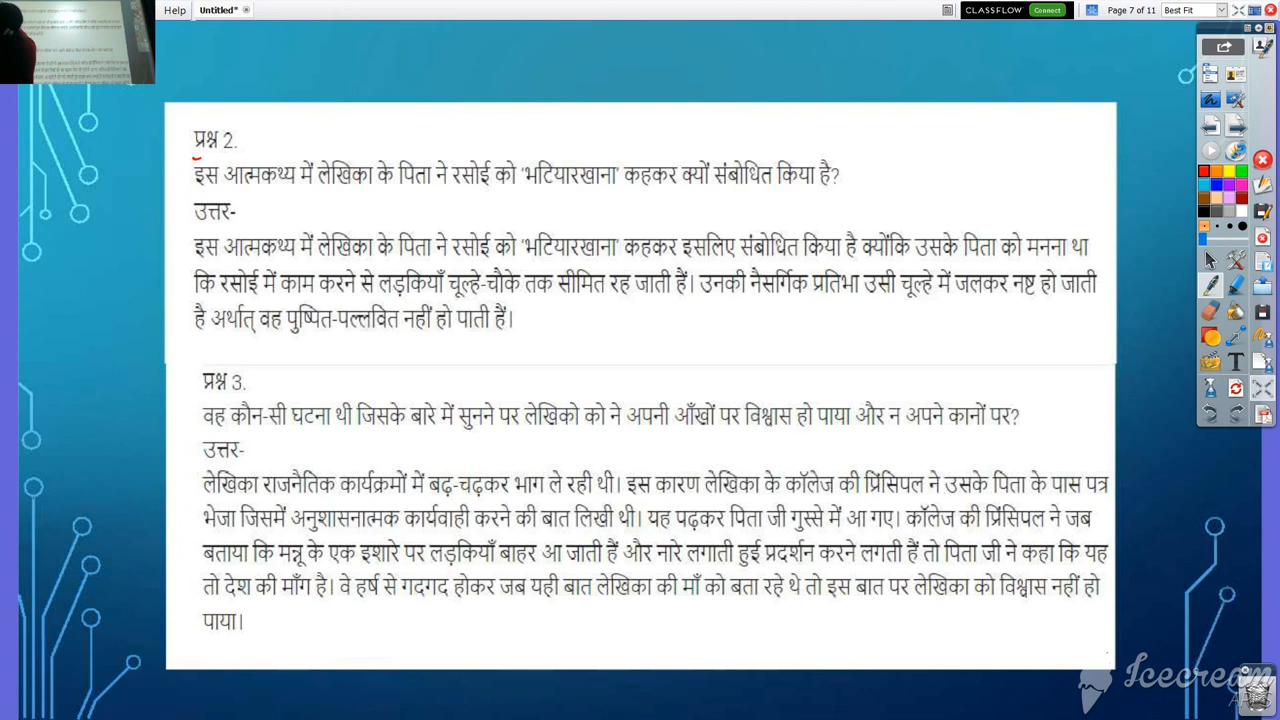 Help
Untitled*
CLASSFLOW Connect
Page 7 of 11
Best Fit
प्रश्न 2.
इस आत्मकथ्य में लेखिका के पिता ने रसोई को 'भटियारखाना' कहकर क्यों संबोधित किया है?
उत्तर-
इस आत्मकथ्य में लेखिका के पिता ने रसोई को 'भटियारखाना' कहकर इसलिए संबोधित किया है क्योंकि उसके पिता को मनना था
कि रसोई में काम करने से लड़कियाँ चूल्हे-चौके तक सीमित रह जाती हैं। उनकी नैसर्गिक प्रतिभा उसी चूल्हे में जलकर नष्ट हो जाती
है अर्थात् वह पुष्पित-पल्लवित नहीं हो पाती हैं।
प्रश्न 3.
वह कौन-सी घटना थी जिसके बारे में सुनने पर लेखिको को ने अपनी आँखों पर विश्वास हो पाया और न अपने कानों पर?
उत्तर-
लेखिका राजनैतिक कार्यक्रमों में बढ़-चढ़कर भाग ले रही थी। इस कारण लेखिका के कॉलेज की प्रिंसिपल ने उसके पिता के पास पत्र
भेजा जिसमें अनुशासनात्मक कार्यवाही करने की बात लिखी थी। यह पढ़कर पिता जी गुस्से में आ गए। कॉलेज की प्रिंसिपल ने जब
बताया कि मन्नू के एक इशारे पर लड़कियाँ बाहर आ जाती हैं और नारे लगाती हुई प्रदर्शन करने लगती हैं तो पिता जी ने कहा कि यह
तो देश की माँग है। वे हर्ष से गदगद होकर जब यही बात लेखिका की माँ को बता रहे थे तो इस बात पर लेखिका को विश्वास नहीं हो
पाया।
Icecream
APPS